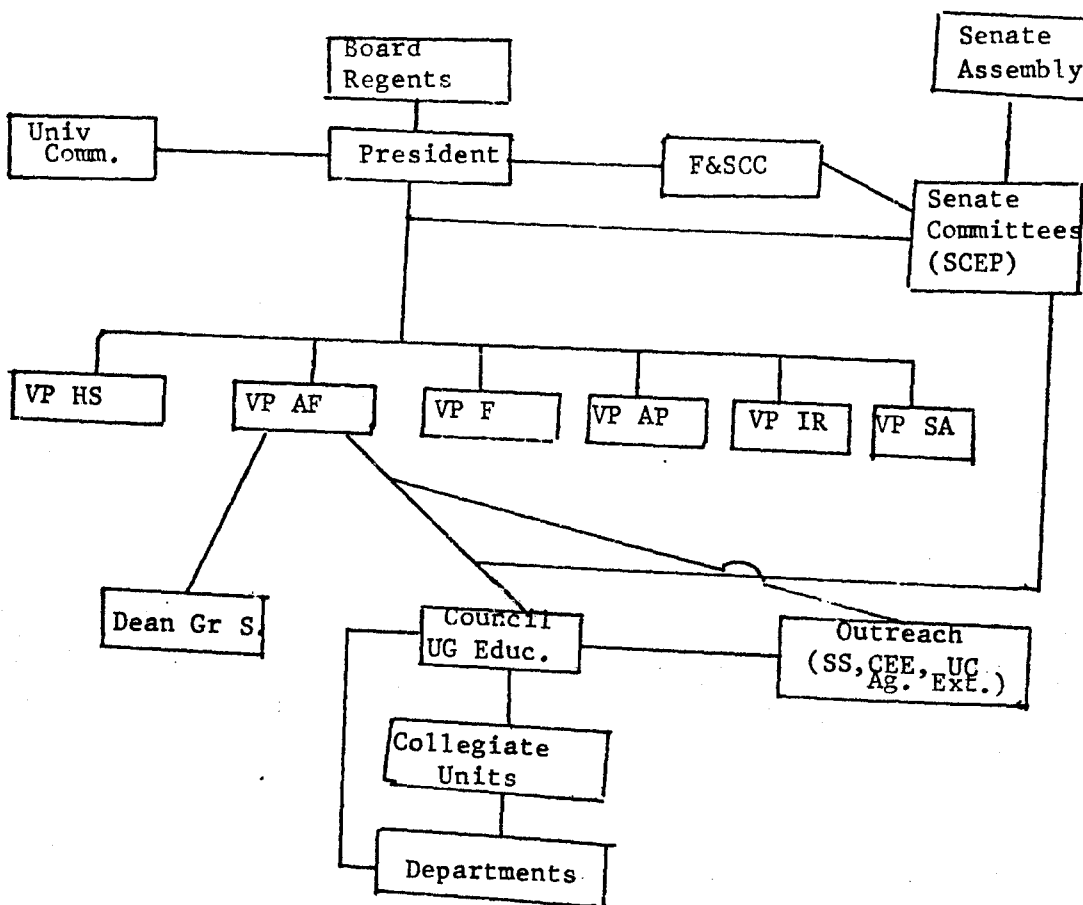 Board
Regents
Senate
Assembly
Univ
Comm.
President
F&SCC
Senate
Committees
(SCEP)
VP HS
VP AF
VP F
VP AP
VP IR
VP SA
Dean Gr S.
Council
UG Educ.
Outreach
(SS,CEE, UC
Ag. Ext.)
Collegiate
Units
Departments